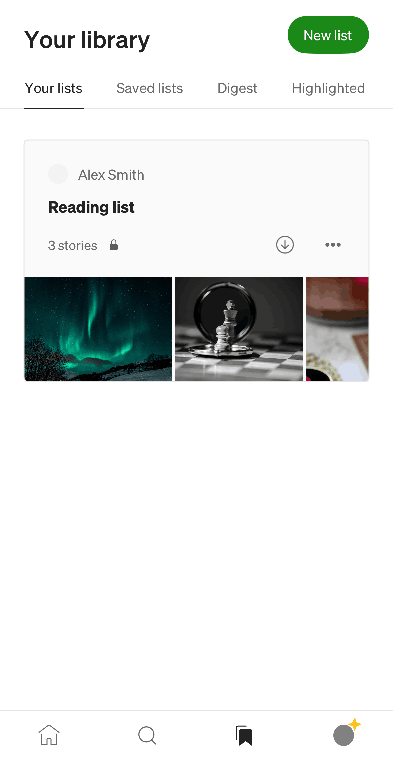 Your library
New list
Your lists Saved lists Digest Highlighted
Alex Smith
Reading list
3 stories